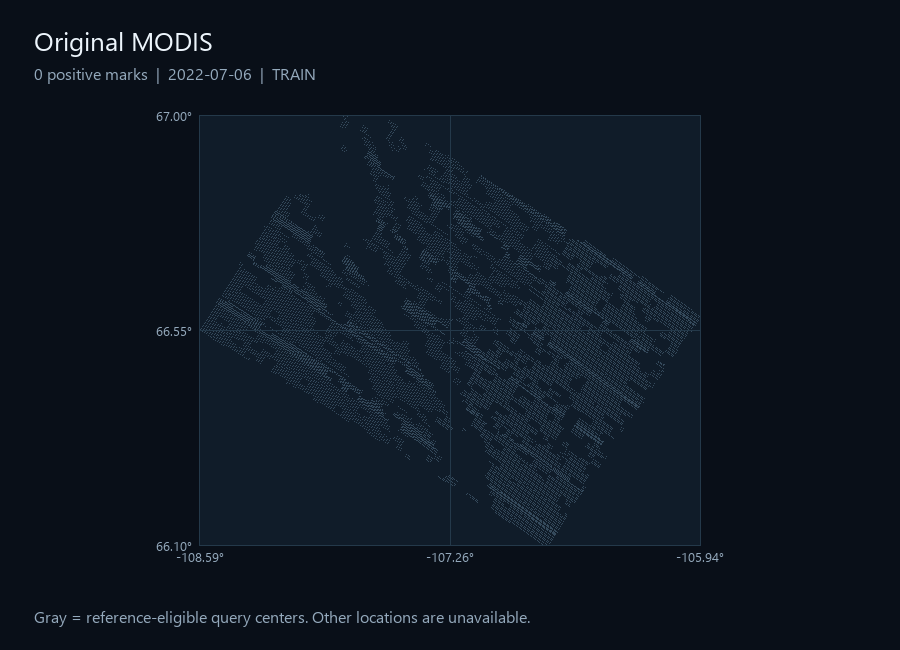 Original MODIS
0 positive marks | 2022-07-06 | TRAIN
67.00°
66.55°
66.10°
-108.59°
-107.26°
-105.94°
Gray = reference-eligible query centers. Other locations are unavailable.